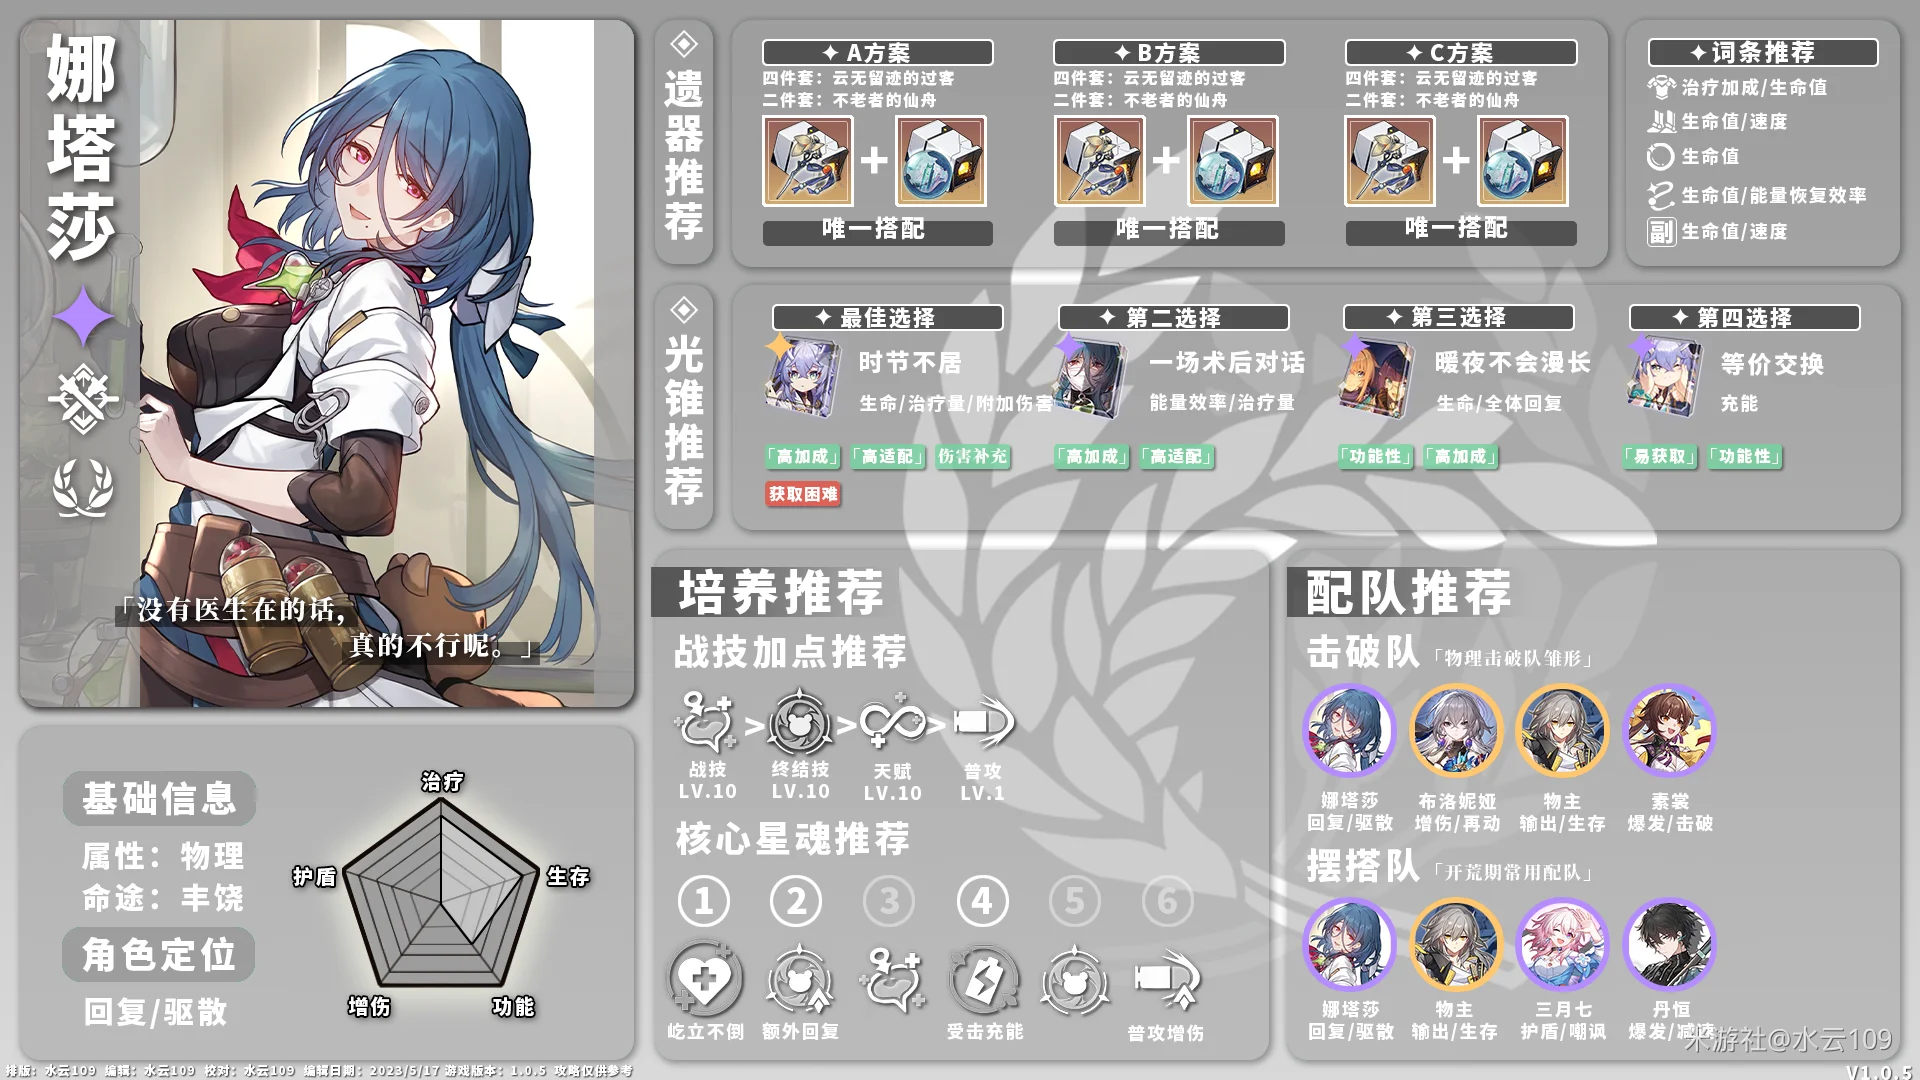 娜塔莎
「没有医生在的话,
真的不行呢。」
基础信息
属性：物理
命途：丰饶
角色定位
回复/驱散
治疗
生存
功能
增伤
护盾
遗器推荐
✦A方案
四件套：云无留迹的过客
二件套：不老者的仙舟
+
唯一搭配
✦B方案
四件套：云无留迹的过客
二件套：不老者的仙舟
+
唯一搭配
✦C方案
四件套：云无留迹的过客
二件套：不老者的仙舟
+
唯一搭配
✦词条推荐
治疗加成/生命值
生命值/速度
生命值
生命值/能量恢复效率
副 生命值/速度
光锥推荐
✦ 最佳选择
时节不居
生命/治疗量/附加伤害
「高加成」 「高适配」 伤害补充
获取困难
✦ 第二选择
一场术后对话
能量效率/治疗量
「高加成」 「高适配」
✦ 第三选择
暖夜不会漫长
生命/全体回复
「功能性」 「高加成」
✦ 第四选择
等价交换
充能
「易获取」 「功能性」
培养推荐
战技加点推荐
> > >
战技 终结技 天赋 普攻
LV.10 LV.10 LV.10 LV.1
核心星魂推荐
1 2 3 4 5 6
屹立不倒 额外回复 受击充能 普攻增伤
配队推荐
击破队「物理击破队雏形」
娜塔莎 布洛妮娅 物主 素裳
回复/驱散 增伤/再动 输出/生存 爆发/击破
摆搭队「开荒期常用配队」
娜塔莎 物主 三月七 丹恒
回复/驱散 输出/生存 护盾/嘲讽 爆发/减速
米游社@水云109
排版：水云109 编辑：水云109 校对：水云109 编辑日期：2023/5/17 游戏版本：1.0.5 攻略仅供参考
V1.0.5